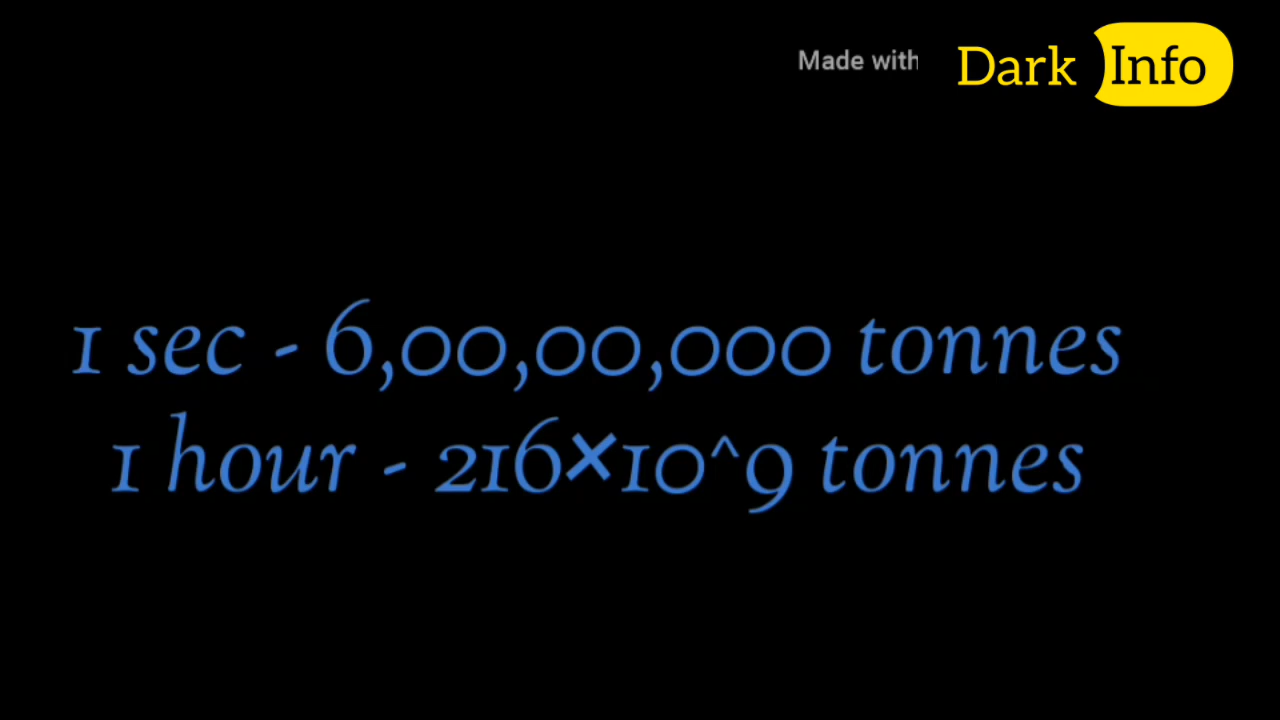 Made with Dark Info
1 sec - 6,00,00,000 tonnes
1 hour - 216×10^9 tonnes